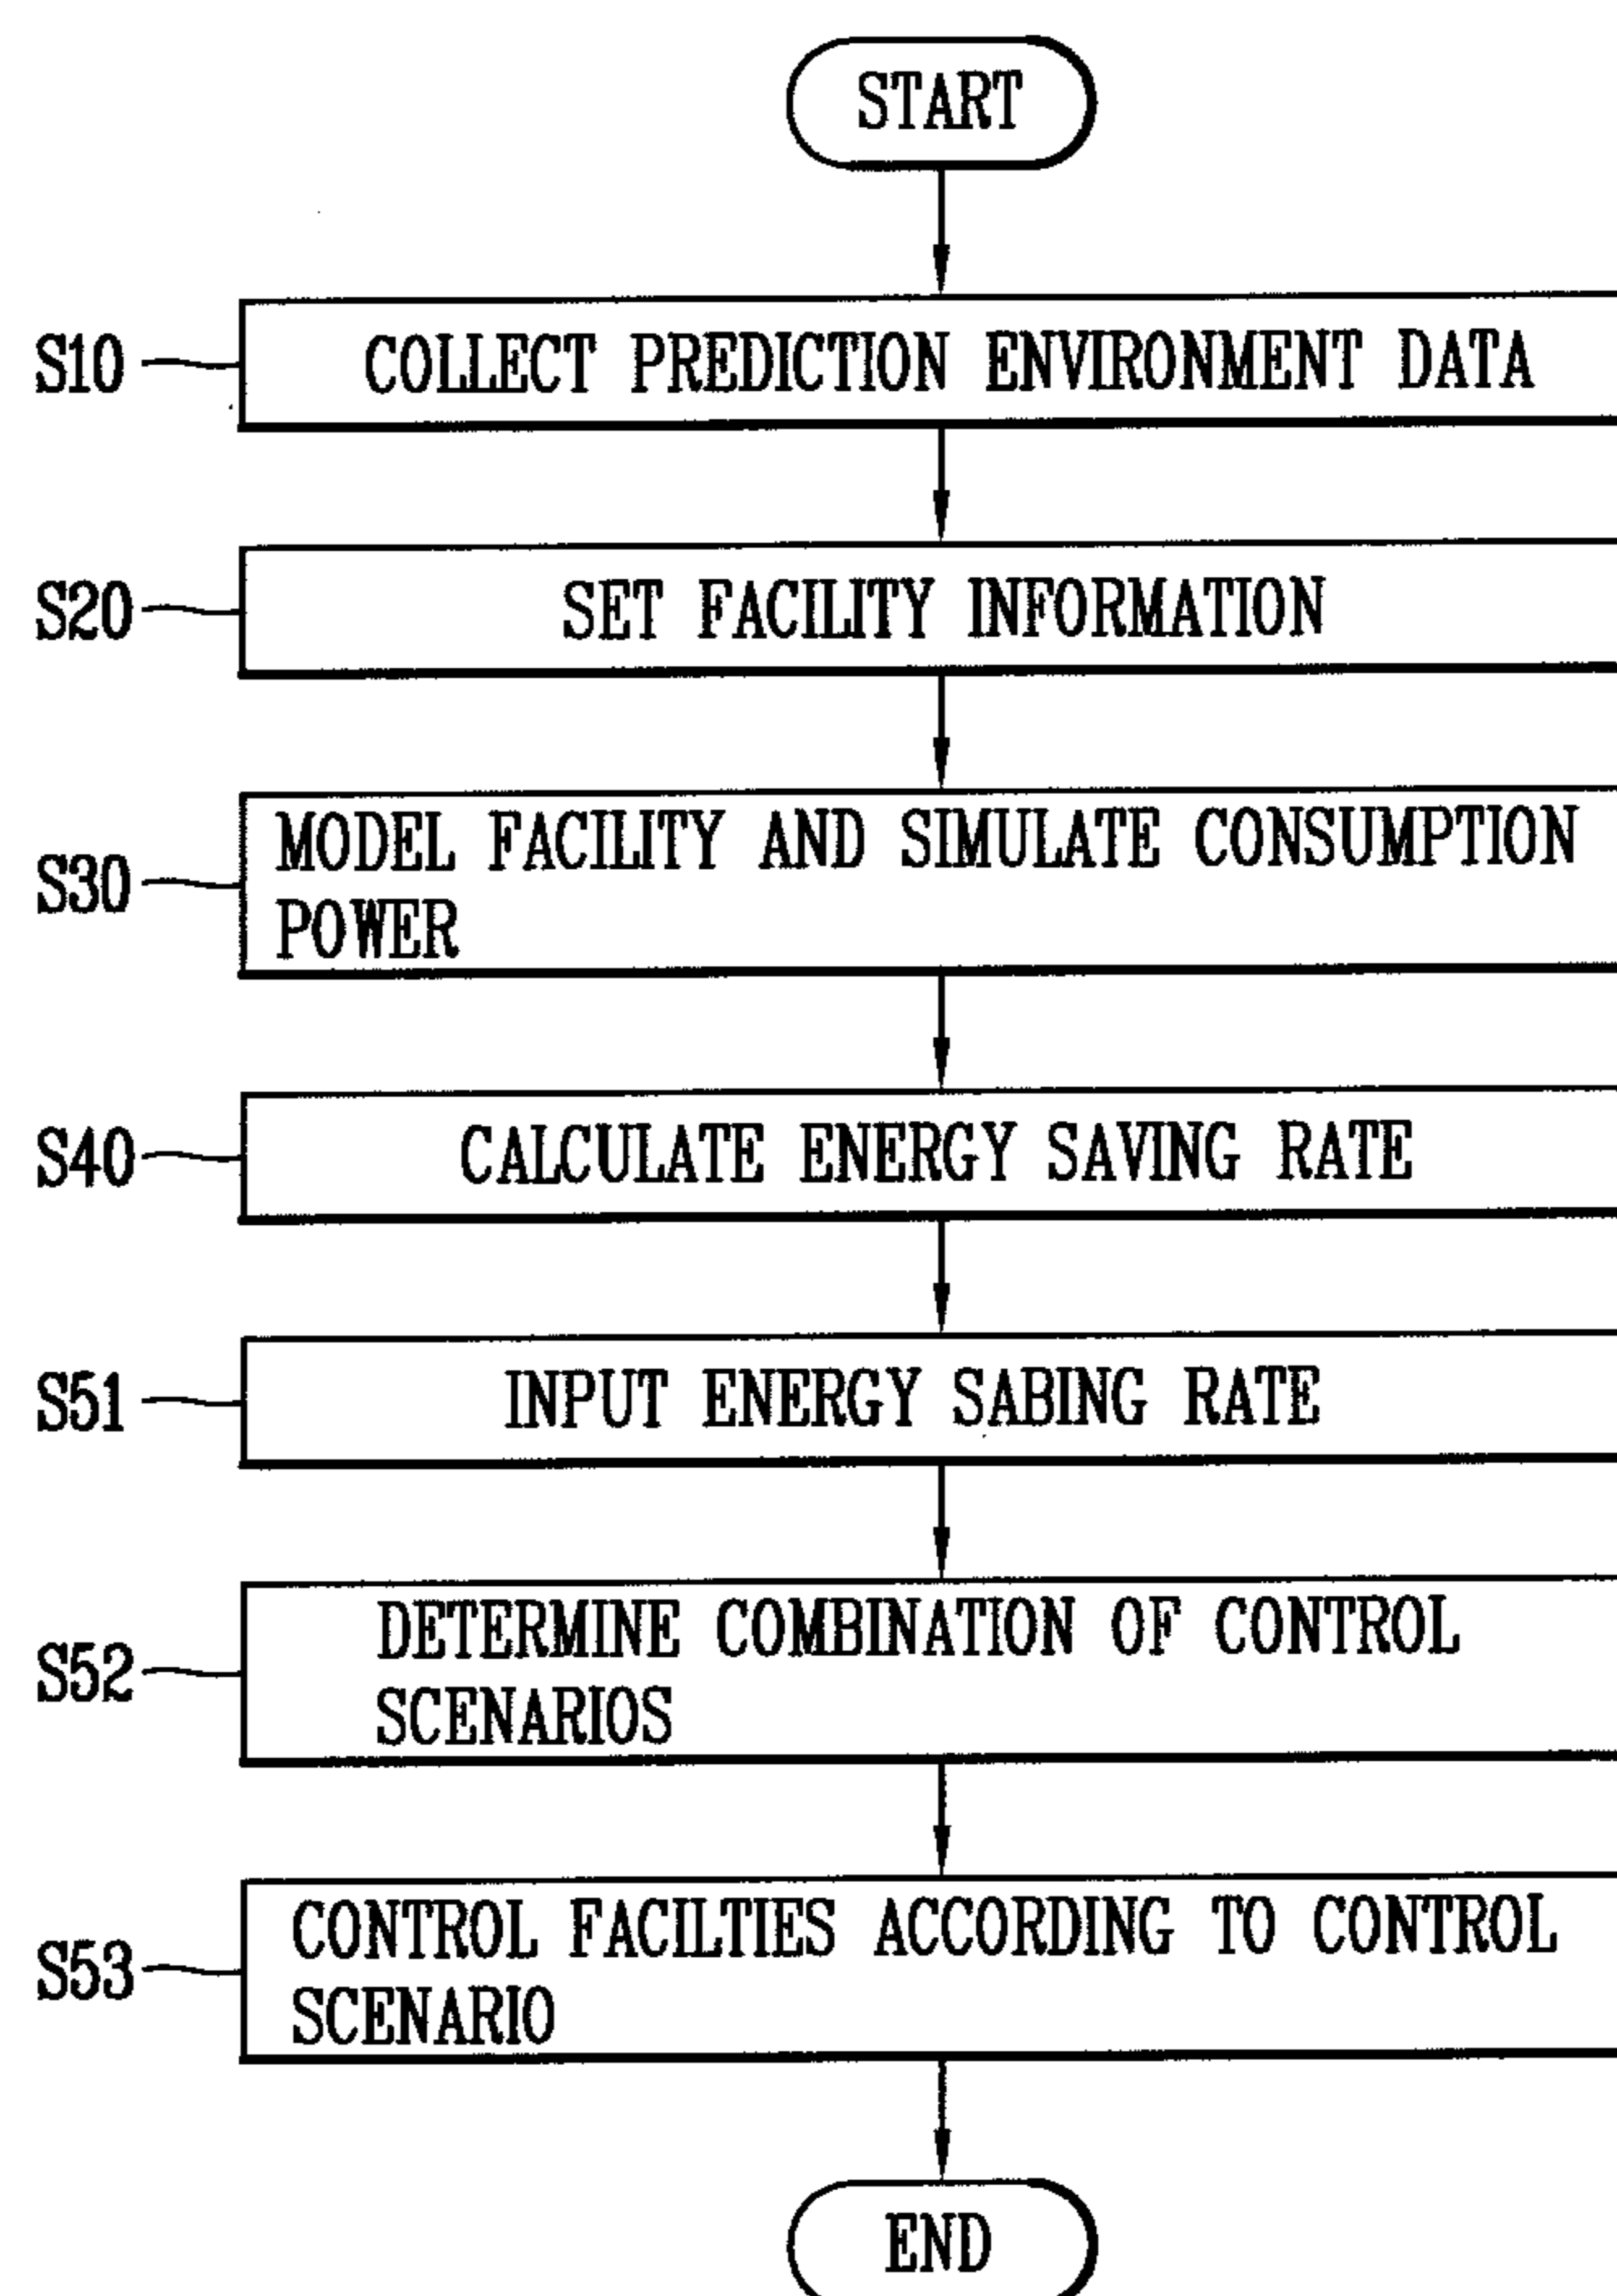 START
S10 COLLECT PREDICTION ENVIRONMENT DATA
S20 SET FACILITY INFORMATION
S30 MODEL FACILITY AND SIMULATE CONSUMPTION
POWER
S40 CALCULATE ENERGY SAVING RATE
S51 INPUT ENERGY SABING RATE
S52 DETERMINE COMBINATION OF CONTROL
SCENARIOS
S53 CONTROL FACILTIES ACCORDING TO CONTROL
SCENARIO
END